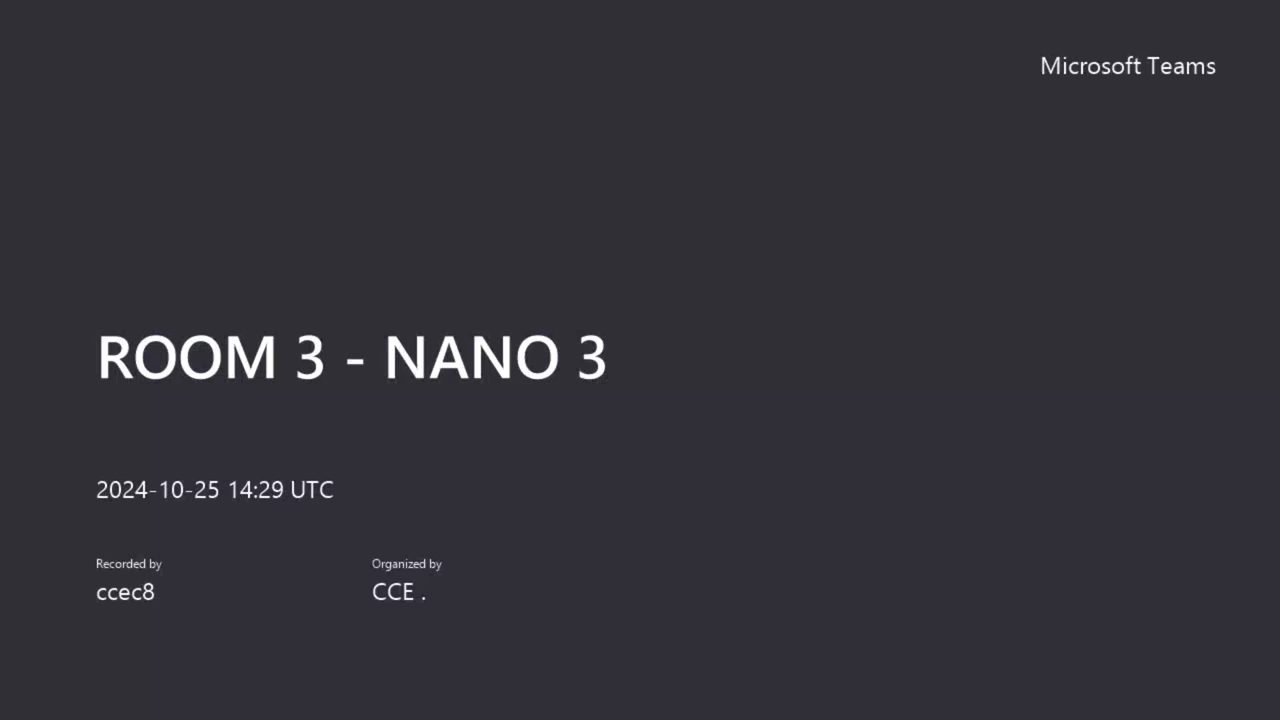 Microsoft Teams
ROOM 3 - NANO 3
2024-10-25 14:29 UTC
Recorded by
ccec8
Organized by
CCE .